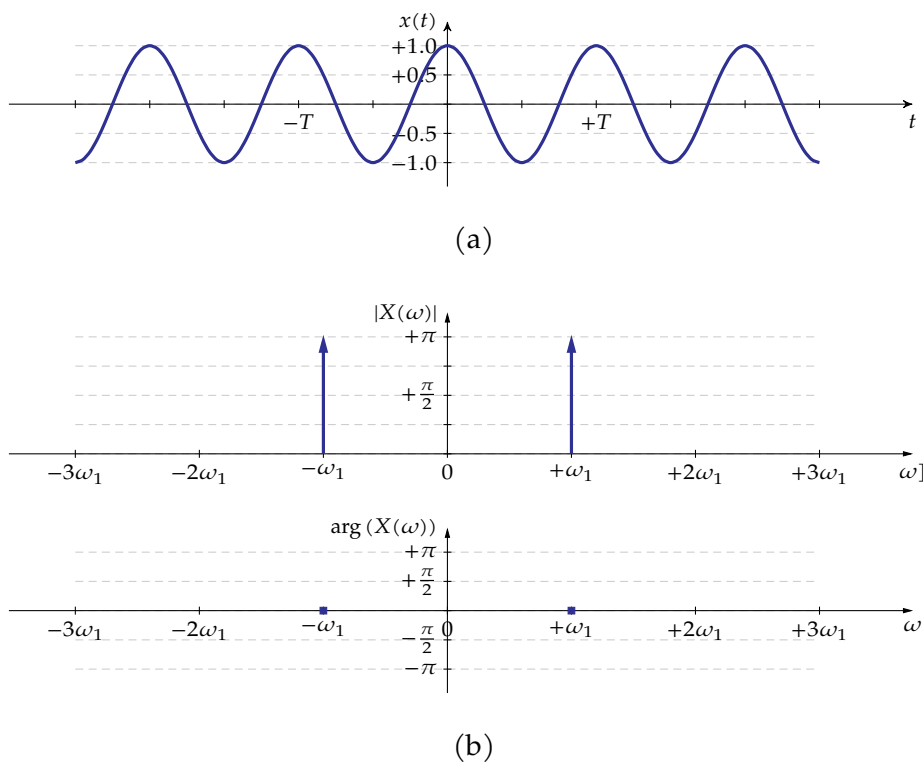 x(t)
+1.0
+0.5
−T +T
−0.5 t
−1.0
(a)
|X(ω)|
+π
+π/2
−3ω₁ −2ω₁ −ω₁ 0 +ω₁ +2ω₁ +3ω₁ ω]
arg (X(ω))
+π
+π/2
−3ω₁ −2ω₁ −ω₁ 0 +ω₁ +2ω₁ +3ω₁ ω
−π/2
−π
(b)